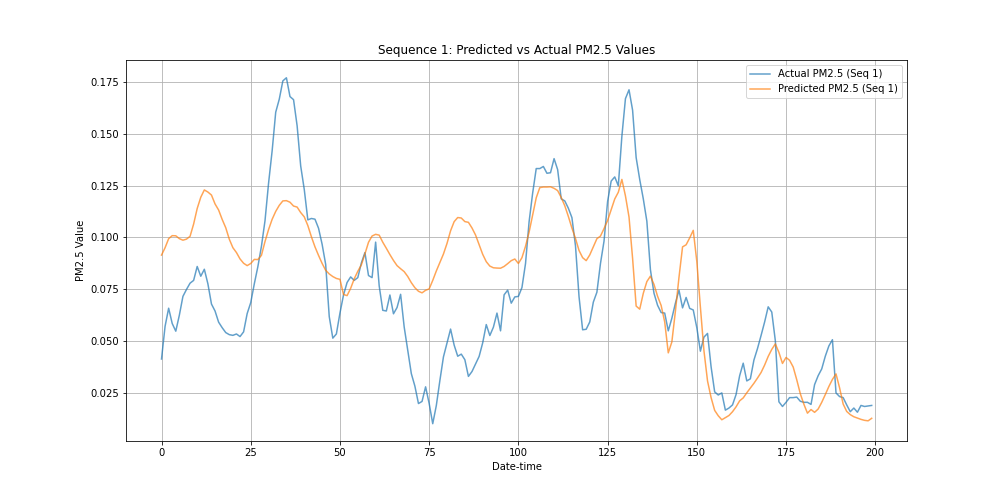 Sequence 1: Predicted vs Actual PM2.5 Values
Actual PM2.5 (Seq 1)
Predicted PM2.5 (Seq 1)
PM2.5 Value
0.175
0.150
0.125
0.100
0.075
0.050
0.025
0 25 50 75 100 125 150 175 200
Date-time